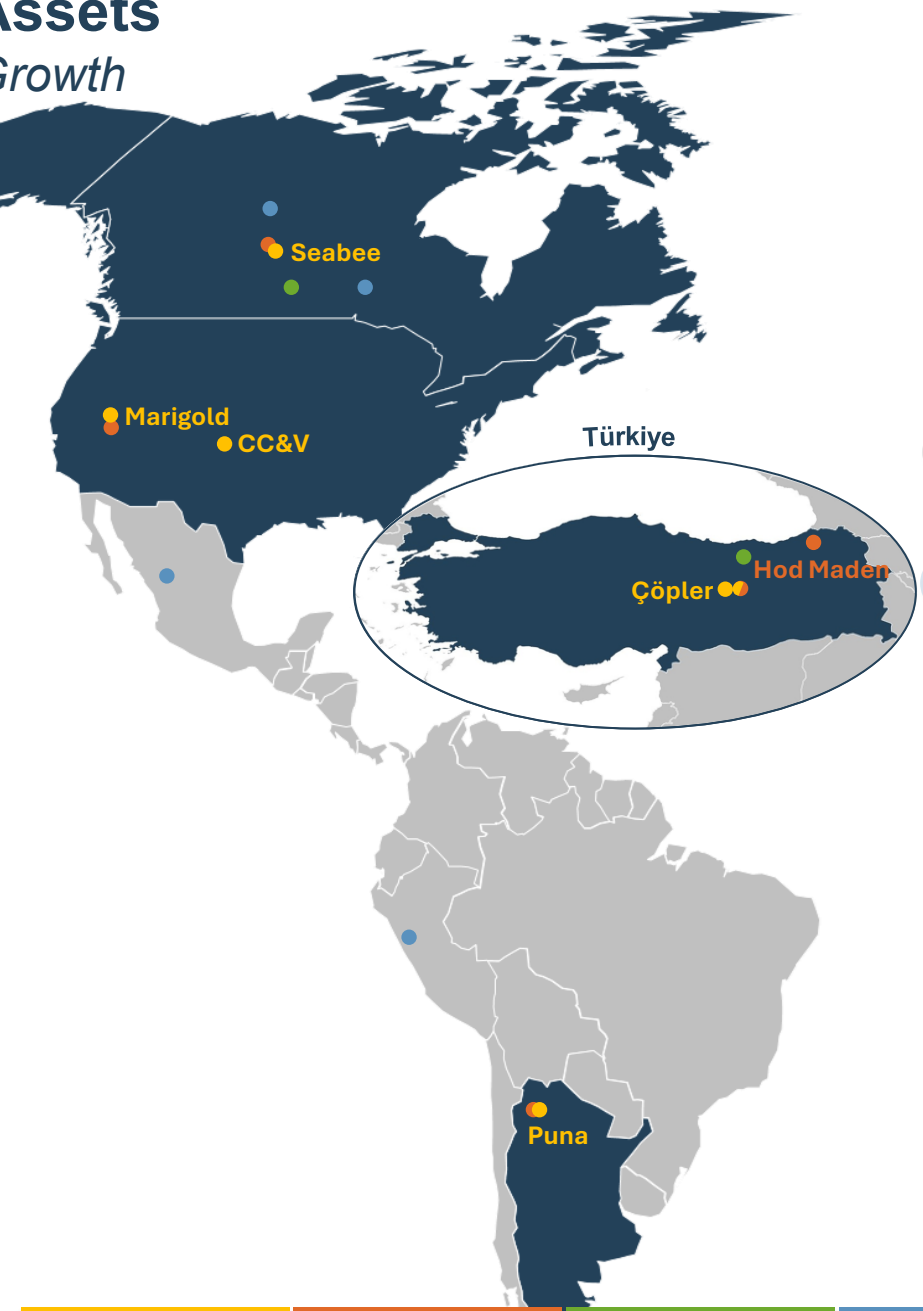 Assets
Growth
Seabee
Marigold
CC&V
Türkiye
Hod Maden
Çöpler
Puna